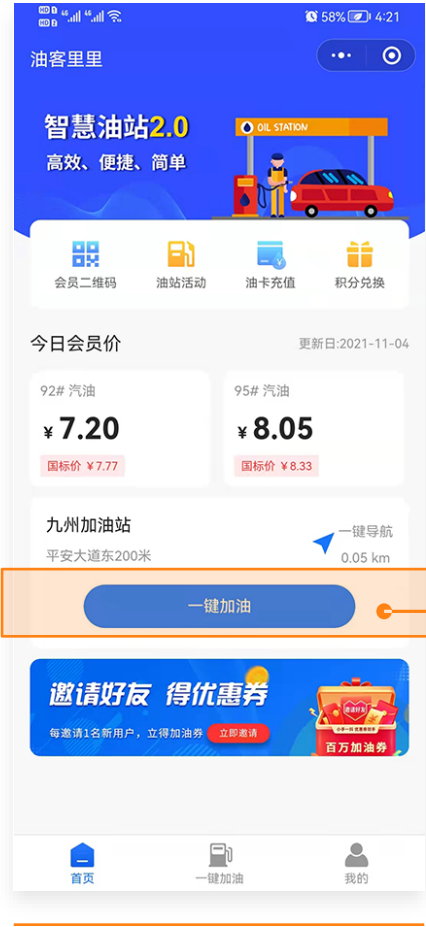 HD 1 46 46 58% 4:21
HD 2
油客里里
智慧油站2.0
OIL STATION
高效、便捷、简单
会员二维码 油站活动 油卡充值 积分兑换
今日会员价 更新日:2021-11-04
92# 汽油 95# 汽油
¥ 7.20 ¥ 8.05
国标价 ¥7.77 国标价 ¥8.33
九州加油站 一键导航
平安大道东200米 0.05 km
一键加油
邀请好友 得优惠券
每邀请1名新用户，立得加油券 立即邀请
百万加油券
首页 一键加油 我的